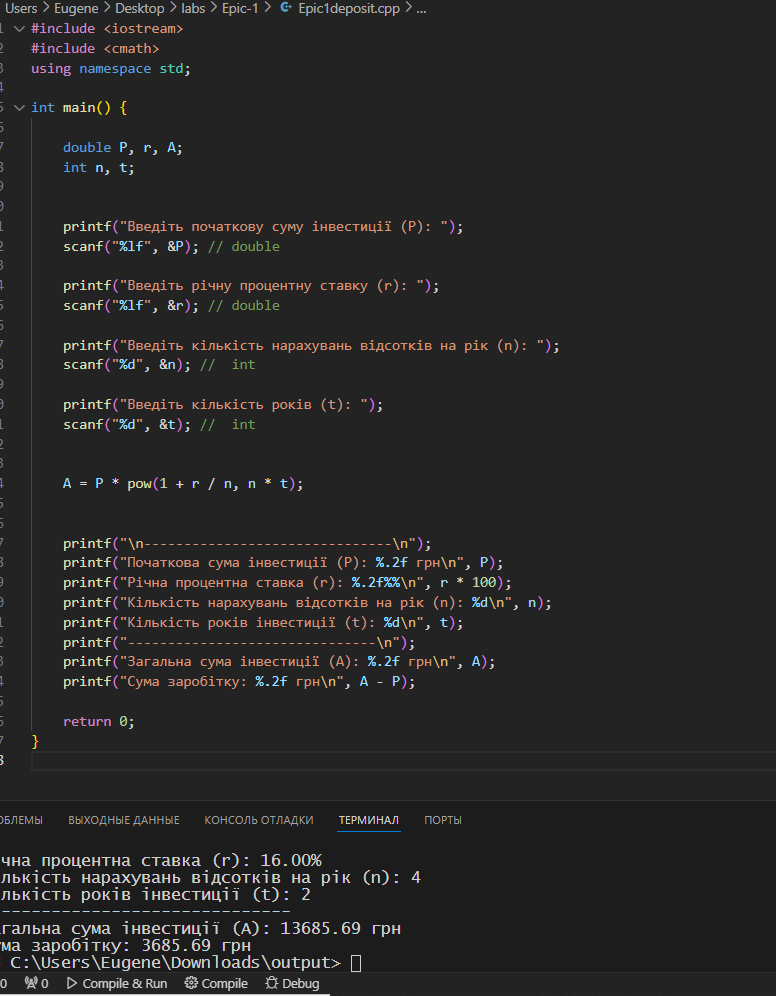 Users > Eugene > Desktop > labs > Epic-1 > Epic1deposit.cpp > ...
#include <iostream>
#include <cmath>
using namespace std;
int main() {
double P, r, A;
int n, t;
printf("Введіть початкову суму інвестиції (P): ");
scanf("%lf", &P); // double
printf("Введіть річну процентну ставку (r): ");
scanf("%lf", &r); // double
printf("Введіть кількість нарахувань відсотків на рік (n): ");
scanf("%d", &n); //  int
printf("Введіть кількість років (t): ");
scanf("%d", &t); //  int
A = P * pow(1 + r / n, n * t);
printf("\n-------------------------------\n");
printf("Початкова сума інвестиції (P): %.2f грн\n", P);
printf("Річна процентна ставка (r): %.2f%%\n", r * 100);
printf("Кількість нарахувань відсотків на рік (n): %d\n", n);
printf("Кількість років інвестиції (t): %d\n", t);
printf("-------------------------------\n");
printf("Загальна сума інвестиції (A): %.2f грн\n", A);
printf("Сума заробітку: %.2f грн\n", A - P);
return 0;
}
ОБЛЕМЫ ВЫХОДНЫЕ ДАННЫЕ КОНСОЛЬ ОТЛАДКИ ТЕРМИНАЛ ПОРТЫ
чна процентна ставка (r): 16.00%
лькість нарахувань відсотків на рік (n): 4
лькість років інвестиції (t): 2
------------------------------
гальна сума інвестиції (A): 13685.69 грн
ма заробітку: 3685.69 грн
C:\Users\Eugene\Downloads\output>
0 0 Compile & Run Compile Debug